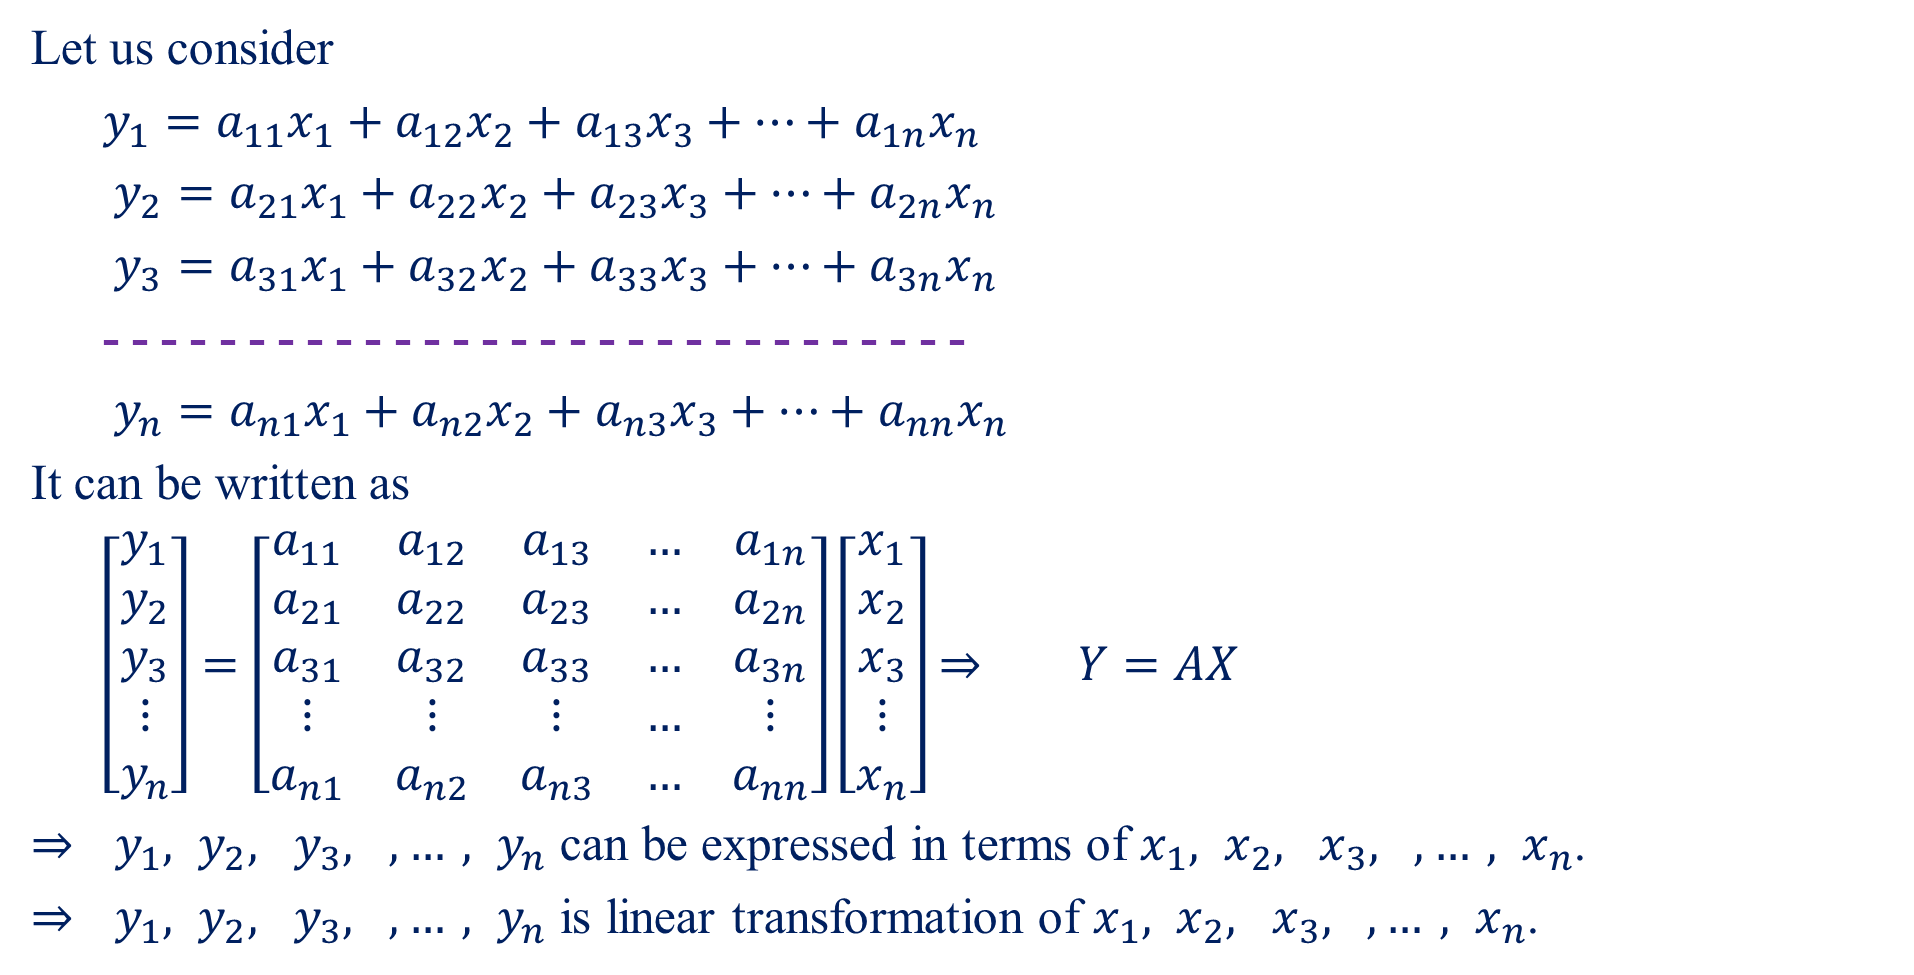 Let us consider
y₁ = a₁₁x₁ + a₁₂x₂ + a₁₃x₃ + ⋯ + a₁ₙxₙ
y₂ = a₂₁x₁ + a₂₂x₂ + a₂₃x₃ + ⋯ + a₂ₙxₙ
y₃ = a₃₁x₁ + a₃₂x₂ + a₃₃x₃ + ⋯ + a₃ₙxₙ
- - - - - - - - - - - - - - - - - - - - - - - - - - - - - -
yₙ = aₙ₁x₁ + aₙ₂x₂ + aₙ₃x₃ + ⋯ + aₙₙxₙ
It can be written as
[y₁] [a₁₁ a₁₂ a₁₃ … a₁ₙ] [x₁]
[y₂] [a₂₁ a₂₂ a₂₃ … a₂ₙ] [x₂]
[y₃] = [a₃₁ a₃₂ a₃₃ … a₃ₙ] [x₃] ⇒ Y = AX
[⋮] [⋮ ⋮ ⋮ … ⋮] [⋮]
[yₙ] [aₙ₁ aₙ₂ aₙ₃ … aₙₙ] [xₙ]
⇒ y₁, y₂, y₃, , … , yₙ can be expressed in terms of x₁, x₂, x₃, , … , xₙ.
⇒ y₁, y₂, y₃, , … , yₙ is linear transformation of x₁, x₂, x₃, , … , xₙ.